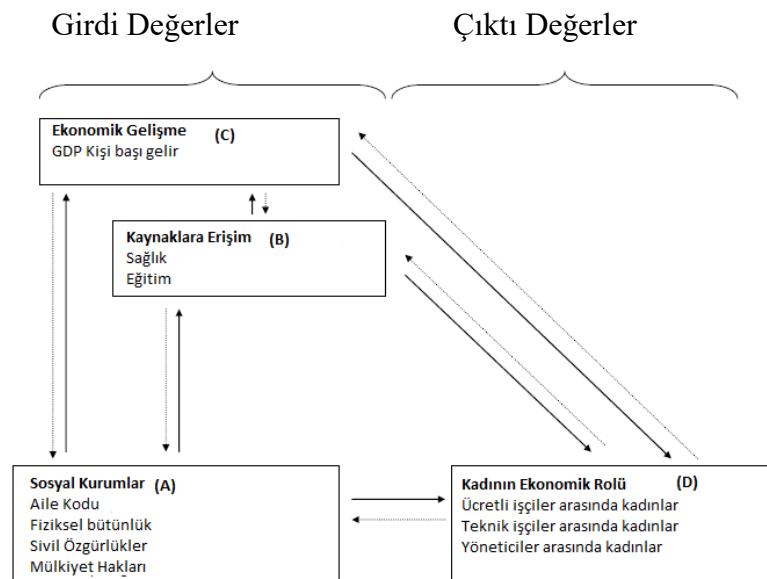 Girdi Değerler
Çıktı Değerler
Ekonomik Gelişme (C)
GDP Kişi başı gelir
Kaynaklara Erişim (B)
Sağlık
Eğitim
Sosyal Kurumlar (A)
Aile Kodu
Fiziksel bütünlük
Sivil Özgürlükler
Mülkiyet Hakları
Kadının Ekonomik Rolü (D)
Ücretli işçiler arasında kadınlar
Teknik işçiler arasında kadınlar
Yöneticiler arasında kadınlar